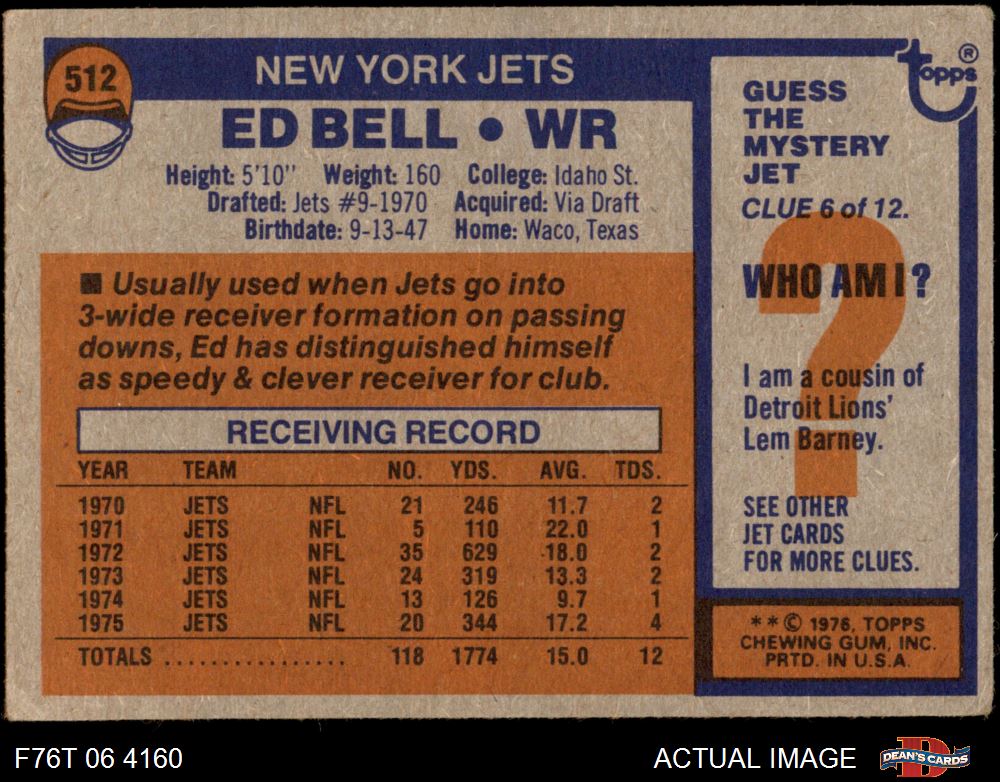 512
NEW YORK JETS
ED BELL • WR
Height: 5'10" Weight: 160 College: Idaho St.
Drafted: Jets #9-1970 Acquired: Via Draft
Birthdate: 9-13-47 Home: Waco, Texas
■ Usually used when Jets go into
3-wide receiver formation on passing
downs, Ed has distinguished himself
as speedy & clever receiver for club.
RECEIVING RECORD
YEAR TEAM NO. YDS. AVG. TDS.
1970 JETS NFL 21 246 11.7 2
1971 JETS NFL 5 110 22.0 1
1972 JETS NFL 35 629 18.0 2
1973 JETS NFL 24 319 13.3 2
1974 JETS NFL 13 126 9.7 1
1975 JETS NFL 20 344 17.2 4
TOTALS ................ 118 1774 15.0 12
topps ®
GUESS
THE
MYSTERY
JET
CLUE 6 of 12.
?
WHO AM I?
I am a cousin of
Detroit Lions'
Lem Barney.
SEE OTHER
JET CARDS
FOR MORE CLUES.
** © 1976, TOPPS
CHEWING GUM, INC.
PRTD. IN U.S.A.
F76T 06 4160
ACTUAL IMAGE
D
DEAN'S CARDS